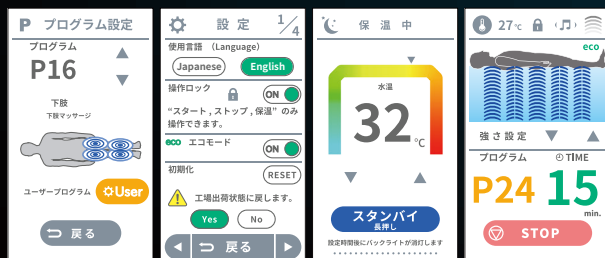 P プログラム設定
プログラム
P16
下肢
下肢マッサージ
ユーザープログラム
User
戻る
設定 1/4
使用言語 (Language)
Japanese English
操作ロック
ON
“スタート,ストップ,保温”のみ
操作できます。
eco エコモード
ON
初期化
RESET
工場出荷状態に戻します。
Yes No
戻る
保温中
水温
32℃
スタンバイ
長押し
設定時間後にバックライトが消灯します
27℃
eco
強さ設定
プログラム TIME
P24 15
min.
STOP